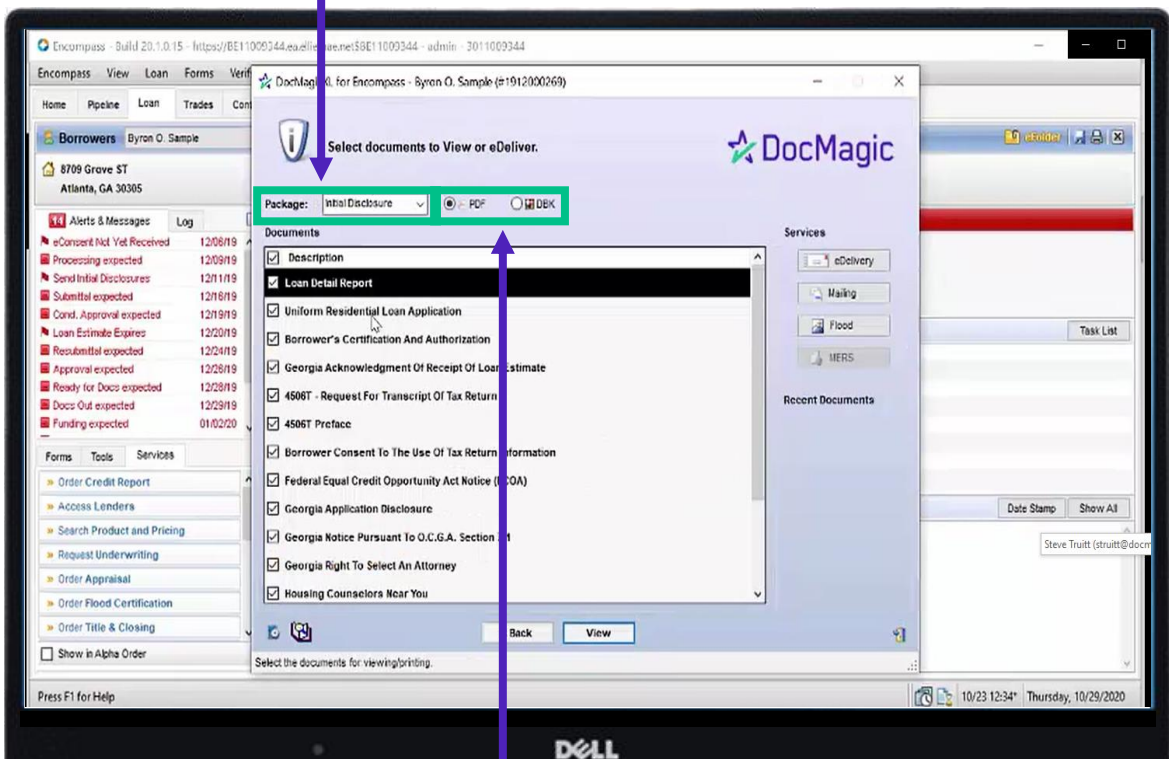 Encompass - Build 20.1.0.15 - https://BE11009344.ea.elliemae.net$BE11009344 - admin - 3011009344
Encompass View Loan Forms Verif
DocMagic XL for Encompass - Byron O. Sample (#1912000269)
Home Pipeline Loan Trades Cont
Borrowers Byron O. Sample
eFolder
8709 Grove ST
Atlanta, GA 30305
Select documents to View or eDeliver.
DocMagic
Package: Initial Disclosure PDF DBK
14 Alerts & Messages Log
eConsent Not Yet Received 12/06/19
Processing expected 12/09/19
Send Initial Disclosures 12/11/19
Submittal expected 12/16/19
Cond. Approval expected 12/19/19
Loan Estimate Expires 12/20/19
Resubmittal expected 12/24/19
Approval expected 12/26/19
Ready for Docs expected 12/28/19
Docs Out expected 12/29/19
Funding expected 01/02/20
Documents
Description
Loan Detail Report
Uniform Residential Loan Application
Borrower's Certification And Authorization
Georgia Acknowledgment Of Receipt Of Loan Estimate
4506T - Request For Transcript Of Tax Return
4506T Preface
Borrower Consent To The Use Of Tax Return Information
Federal Equal Credit Opportunity Act Notice (ECOA)
Georgia Application Disclosure
Georgia Notice Pursuant To O.C.G.A. Section
Georgia Right To Select An Attorney
Housing Counselors Near You
Services
eDelivery
Mailing
Flood
MERS
Recent Documents
Task List
Forms Tools Services
Order Credit Report
Access Lenders
Search Product and Pricing
Request Underwriting
Order Appraisal
Order Flood Certification
Order Title & Closing
Show in Alpha Order
Date Stamp Show All
Steve Truitt (struitt@docm
Back View
Select the documents for viewing/printing.
Press F1 for Help
10/23 12:34* Thursday, 10/29/2020
DELL